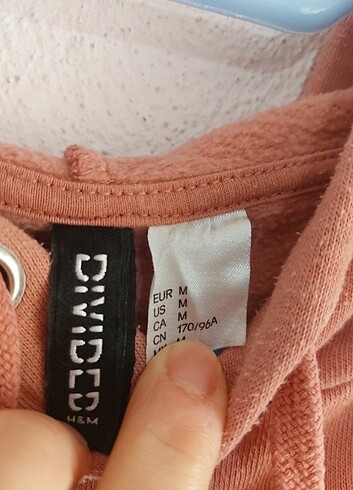 DIVIDED
H&M
EUR M
US M
CA M
CN 170/96A